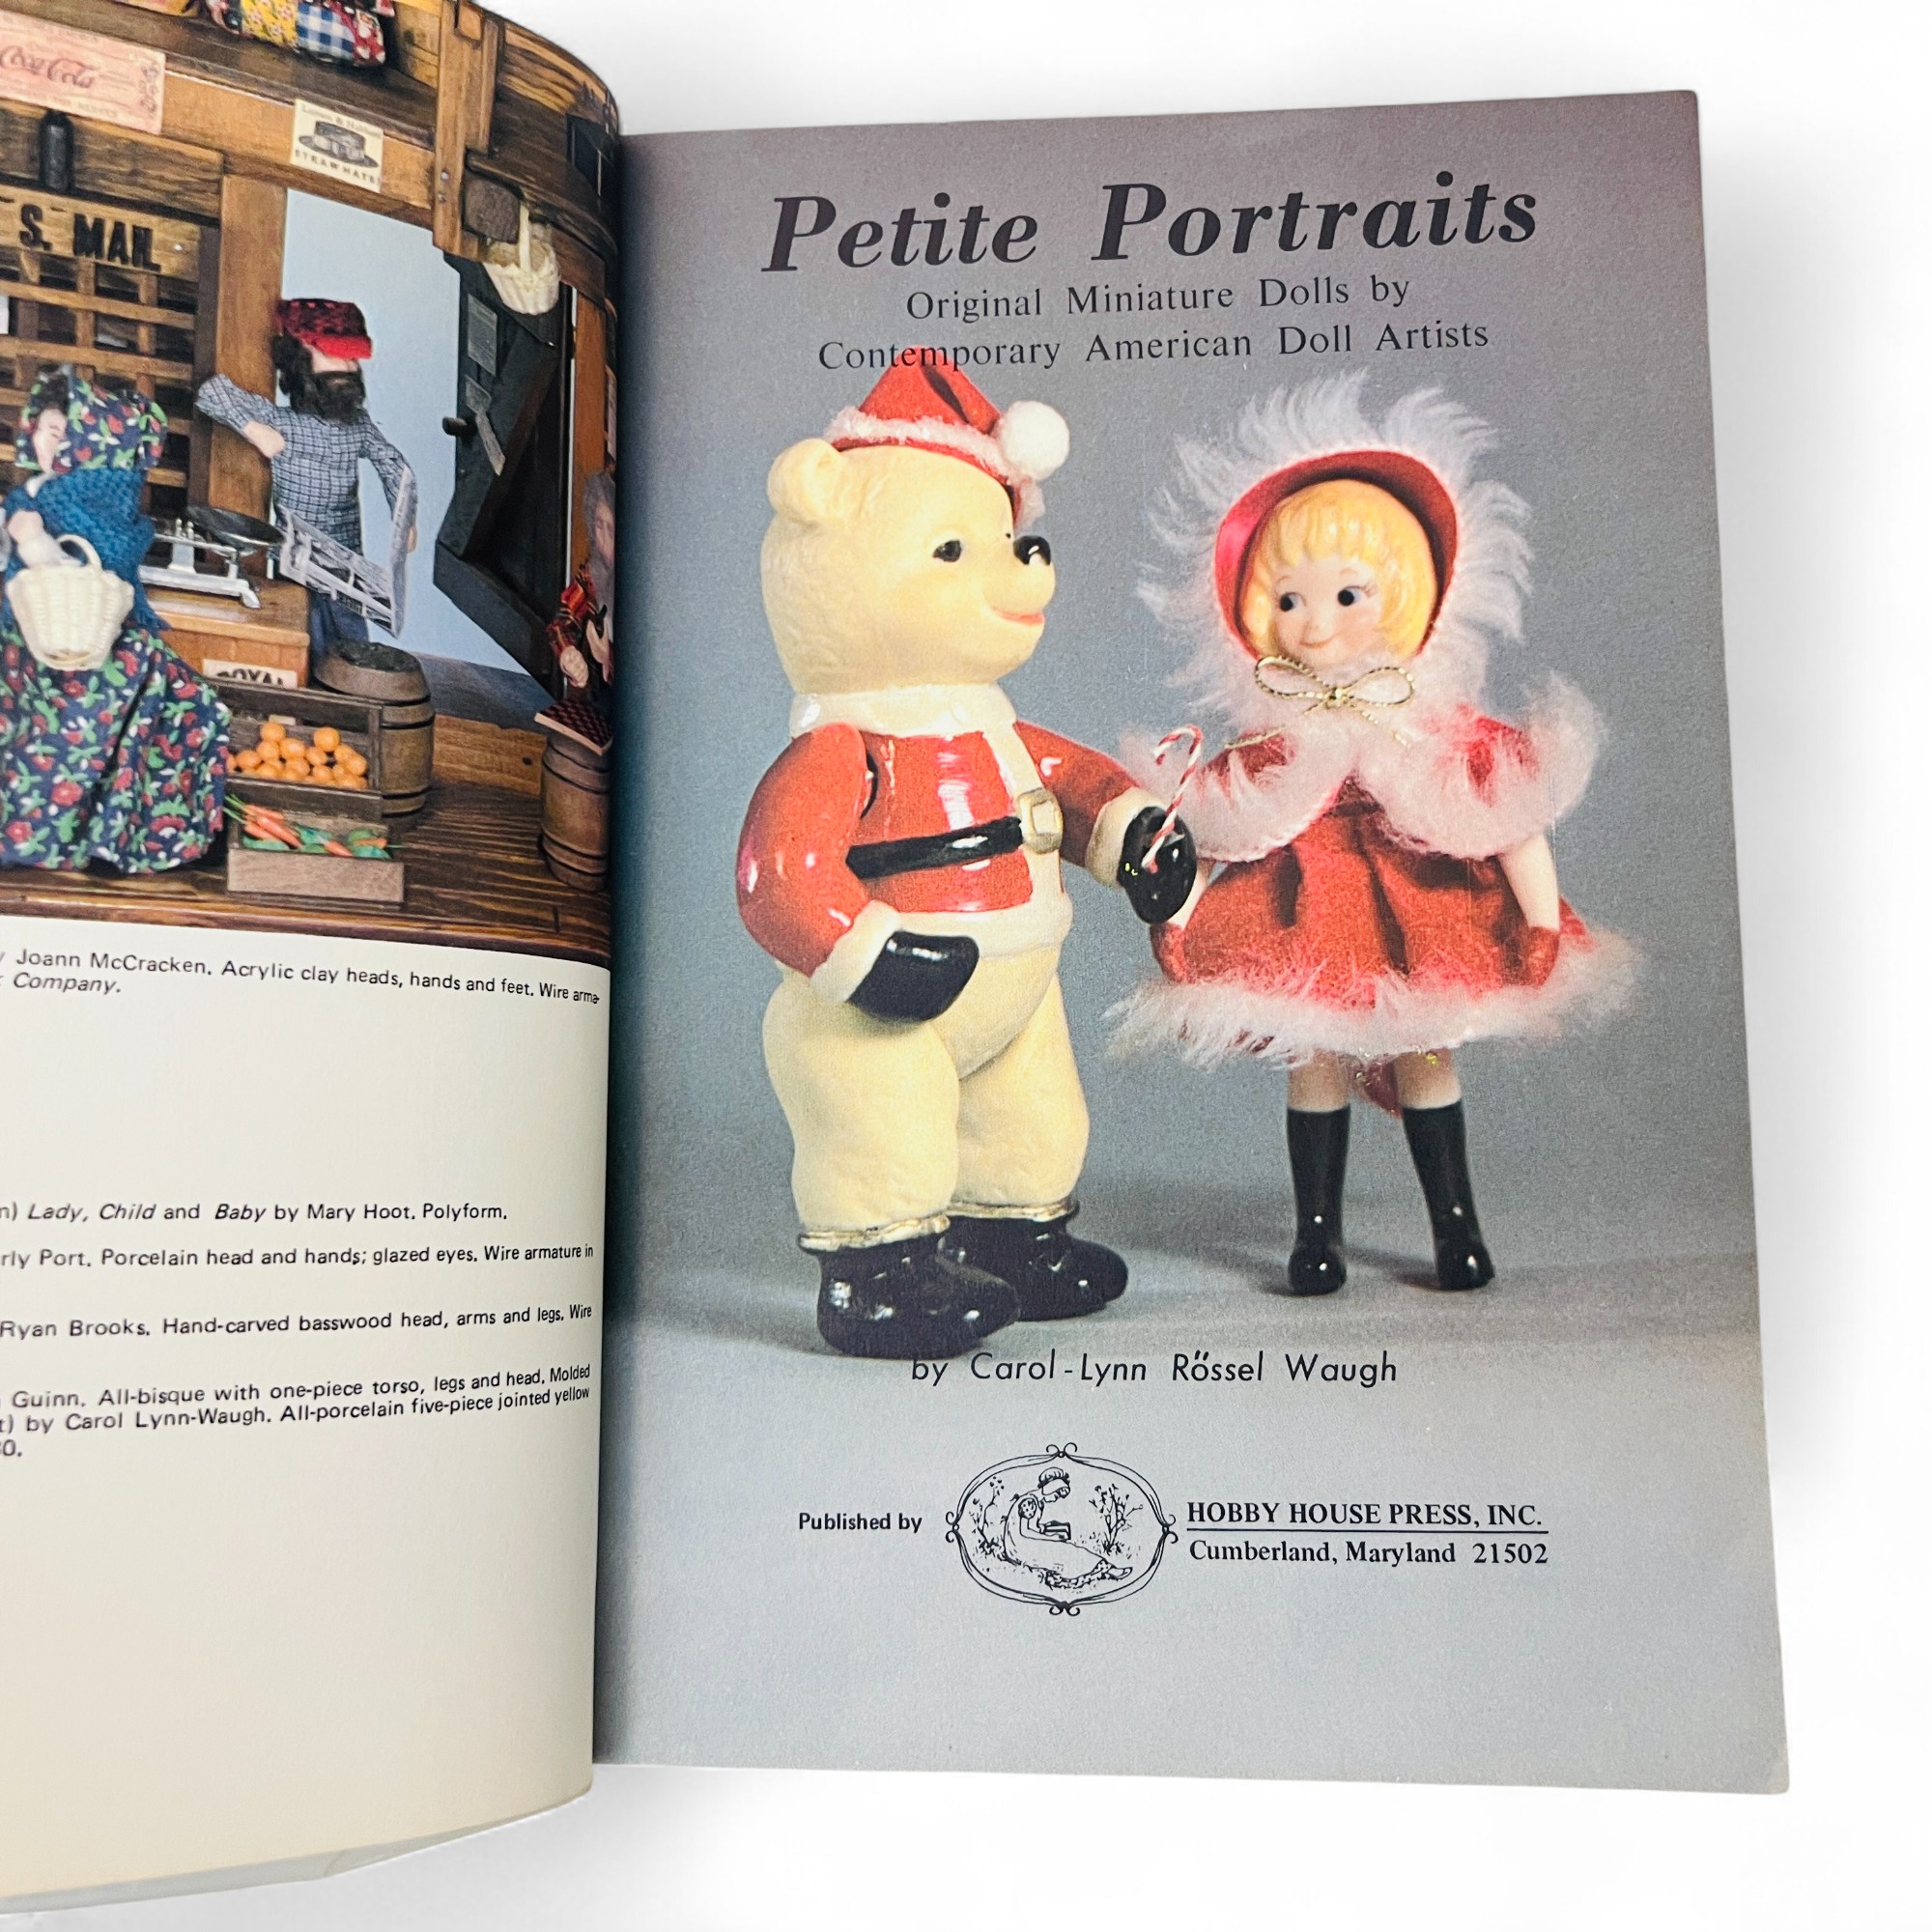 Coca-Cola
STRAW HATS
S. MAIL
ROYAL
Joann McCracken. Acrylic clay heads, hands and feet. Wire arma-
Company.
Lady, Child and Baby by Mary Hoot. Polyform.
Port. Porcelain head and hands; glazed eyes. Wire armature in
Ryan Brooks. Hand-carved basswood head, arms and legs. Wire
Guinn. All-bisque with one-piece torso, legs and head. Molded
by Carol Lynn-Waugh. All-porcelain five-piece jointed yellow
Petite Portraits
Original Miniature Dolls by
Contemporary American Doll Artists
by Carol-Lynn Rössel Waugh
Published by
HOBBY HOUSE PRESS, INC.
Cumberland, Maryland 21502